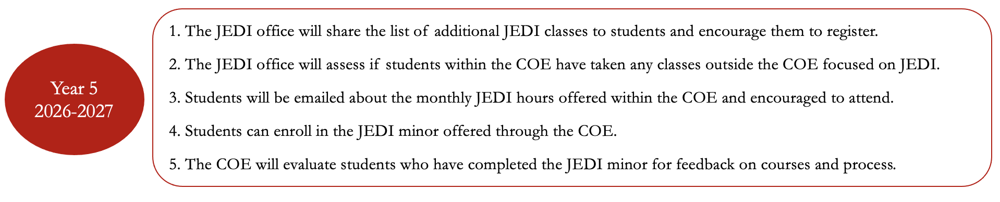 Year 5
2026-2027
1. The JEDI office will share the list of additional JEDI classes to students and encourage them to register.
2. The JEDI office will assess if students within the COE have taken any classes outside the COE focused on JEDI.
3. Students will be emailed about the monthly JEDI hours offered within the COE and encouraged to attend.
4. Students can enroll in the JEDI minor offered through the COE.
5. The COE will evaluate students who have completed the JEDI minor for feedback on courses and process.